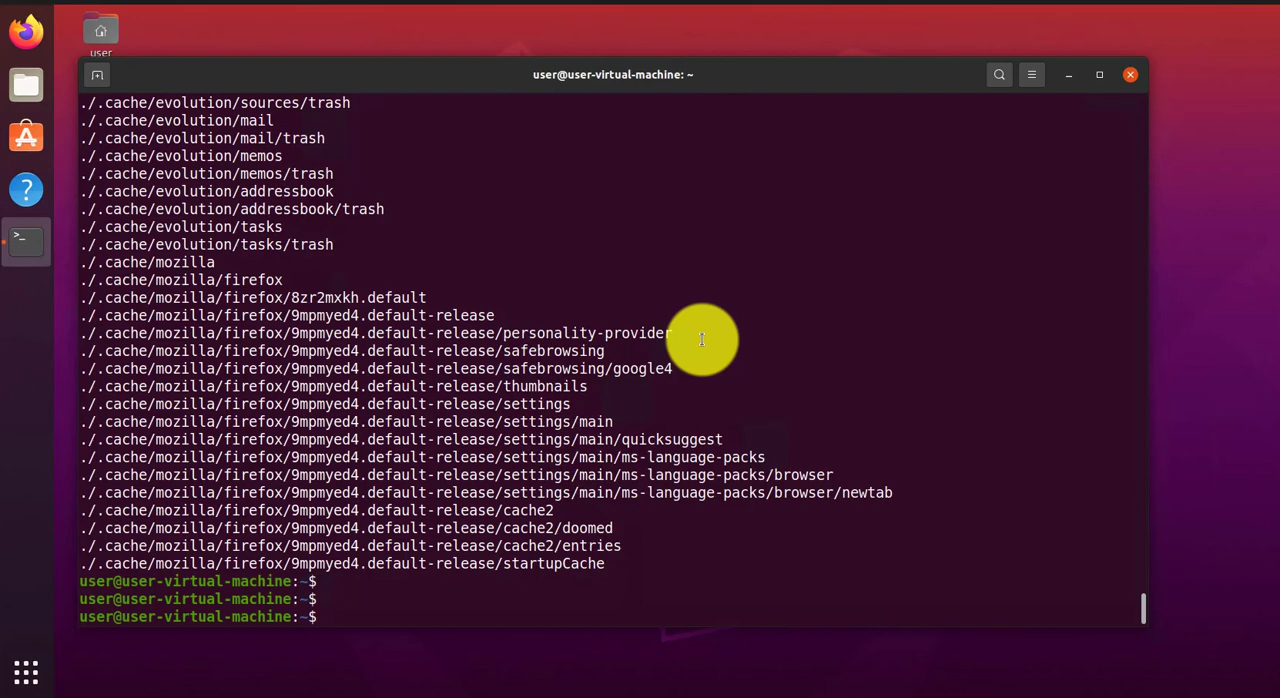 user
user@user-virtual-machine: ~
./.cache/evolution/sources/trash
./.cache/evolution/mail
./.cache/evolution/mail/trash
./.cache/evolution/memos
./.cache/evolution/memos/trash
./.cache/evolution/addressbook
./.cache/evolution/addressbook/trash
./.cache/evolution/tasks
./.cache/evolution/tasks/trash
./.cache/mozilla
./.cache/mozilla/firefox
./.cache/mozilla/firefox/8zr2mxkh.default
./.cache/mozilla/firefox/9mpmyed4.default-release
./.cache/mozilla/firefox/9mpmyed4.default-release/personality-provider
./.cache/mozilla/firefox/9mpmyed4.default-release/safebrowsing
./.cache/mozilla/firefox/9mpmyed4.default-release/safebrowsing/google4
./.cache/mozilla/firefox/9mpmyed4.default-release/thumbnails
./.cache/mozilla/firefox/9mpmyed4.default-release/settings
./.cache/mozilla/firefox/9mpmyed4.default-release/settings/main
./.cache/mozilla/firefox/9mpmyed4.default-release/settings/main/quicksuggest
./.cache/mozilla/firefox/9mpmyed4.default-release/settings/main/ms-language-packs
./.cache/mozilla/firefox/9mpmyed4.default-release/settings/main/ms-language-packs/browser
./.cache/mozilla/firefox/9mpmyed4.default-release/settings/main/ms-language-packs/browser/newtab
./.cache/mozilla/firefox/9mpmyed4.default-release/cache2
./.cache/mozilla/firefox/9mpmyed4.default-release/cache2/doomed
./.cache/mozilla/firefox/9mpmyed4.default-release/cache2/entries
./.cache/mozilla/firefox/9mpmyed4.default-release/startupCache
user@user-virtual-machine:~$
user@user-virtual-machine:~$
user@user-virtual-machine:~$